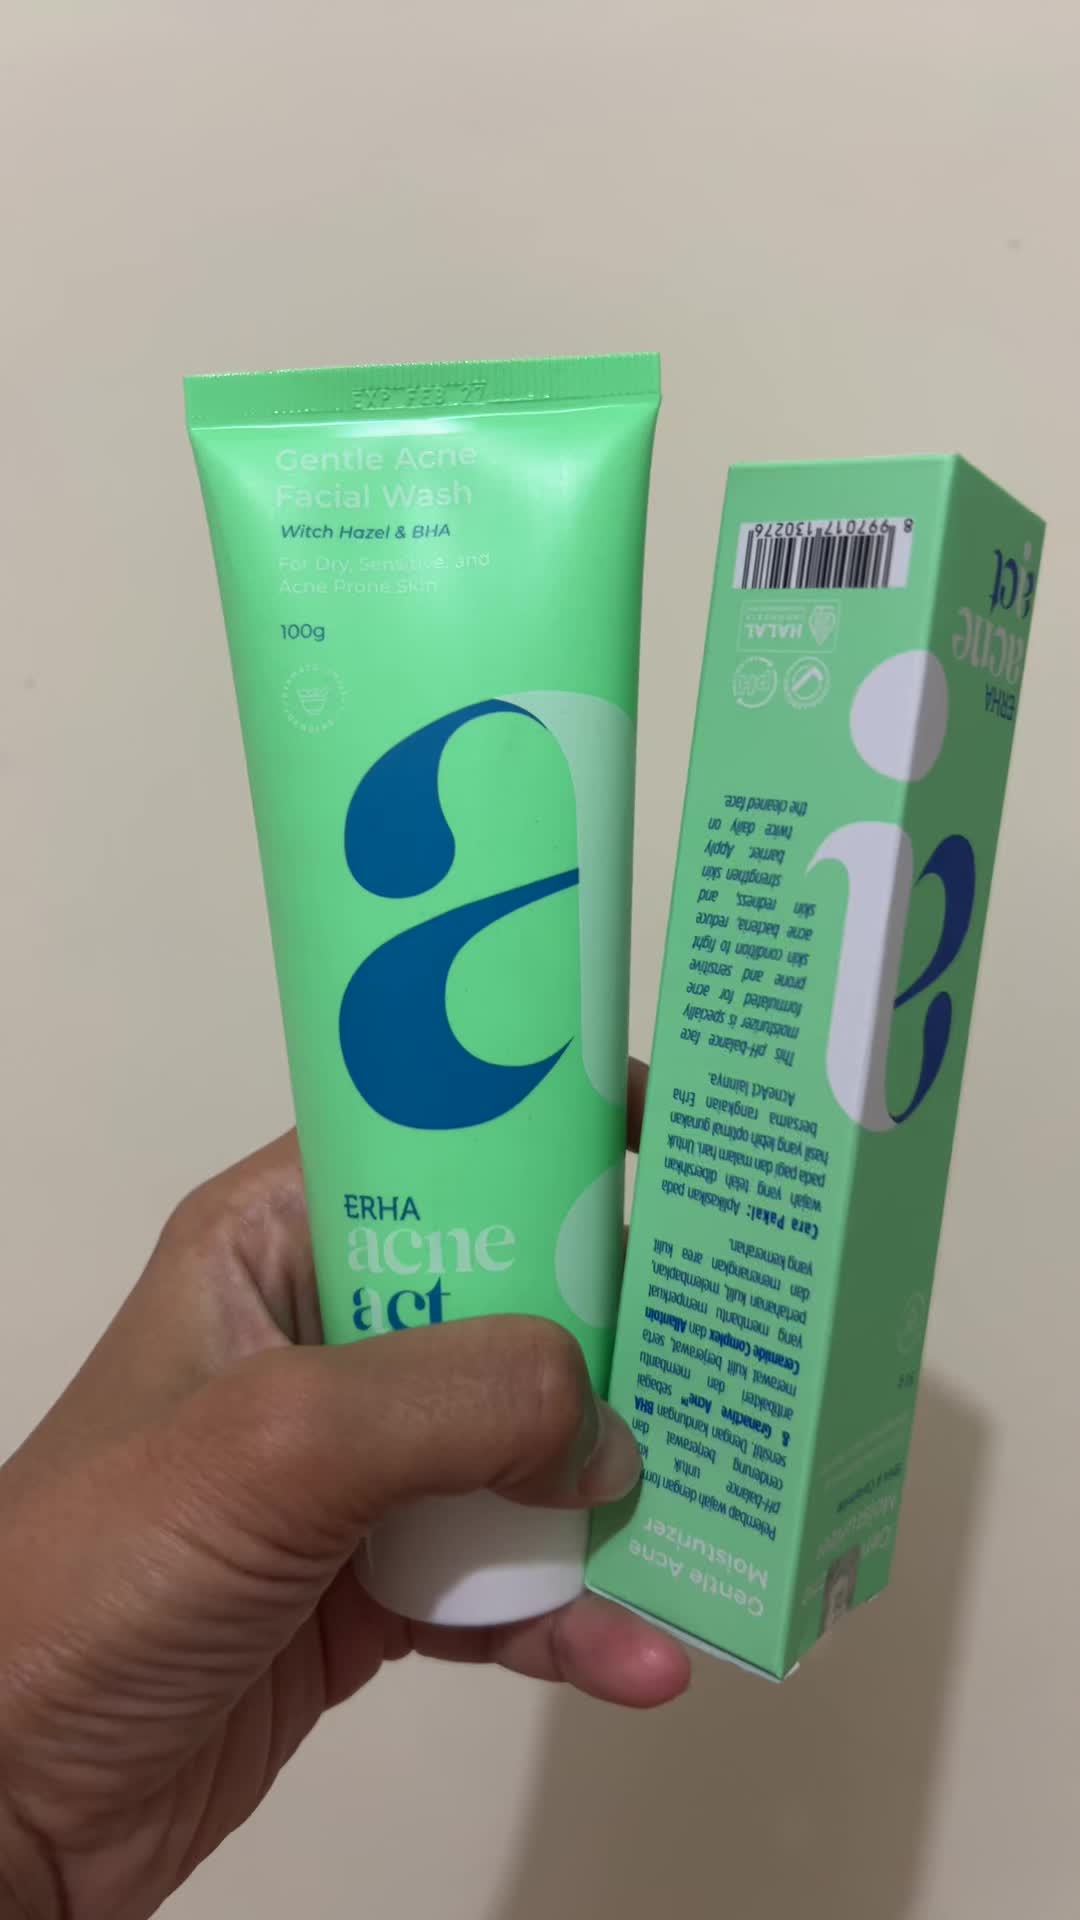 EXP FEB 27
Gentle Acne
Facial Wash
Witch Hazel & BHA
For Dry, Sensitive, and
Acne Prone Skin
100g
ERHA
acne
act
Gentle Acne
Moisturizer
Pelembap wajah dengan
pH-balance untuk
cenderung berjerawat dan
sensitif. Dengan kandungan BHA
& Granactive Acne™ sebagai
antibakteri dan membantu
merawat kulit berjerawat, serta
Ceramide Complex dan Allantoin
yang membantu memperkuat
pertahanan kulit, melembapkan,
dan menenangkan area kulit
yang kemerahan.
Cara Pakai: Aplikasikan pada
wajah yang telah dibersihkan
pada pagi dan malam hari. Untuk
hasil yang lebih optimal gunakan
bersama rangkaian Erha
AcneAct lainnya.
This pH-balance face
moisturizer is specially
formulated for acne
prone and sensitive
skin condition to fight
acne bacteria, reduce
skin redness, and
strengthen skin
barrier. Apply
twice daily on
the cleaned face.
pH
HALAL
INDONESIA
8 997017 130276
Moisturizer
BHA & Ceramide
ERHA
acne
act